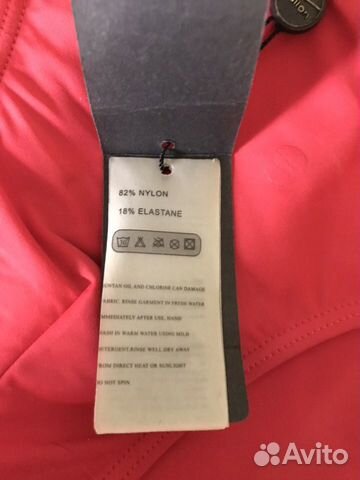 82% NYLON
18% ELASTANE
SUNTAN OIL AND CHLORINE CAN DAMAGE
FABRIC. RINSE GARMENT IN FRESH WATER
IMMEDIATELY AFTER USE, HAND
WASH IN WARM WATER USING MILD
DETERGENT.RINSE WELL DRY AWAY
FROM DIRECT HEAT OR SUNLIGHT
DO NOT SPIN
Avito